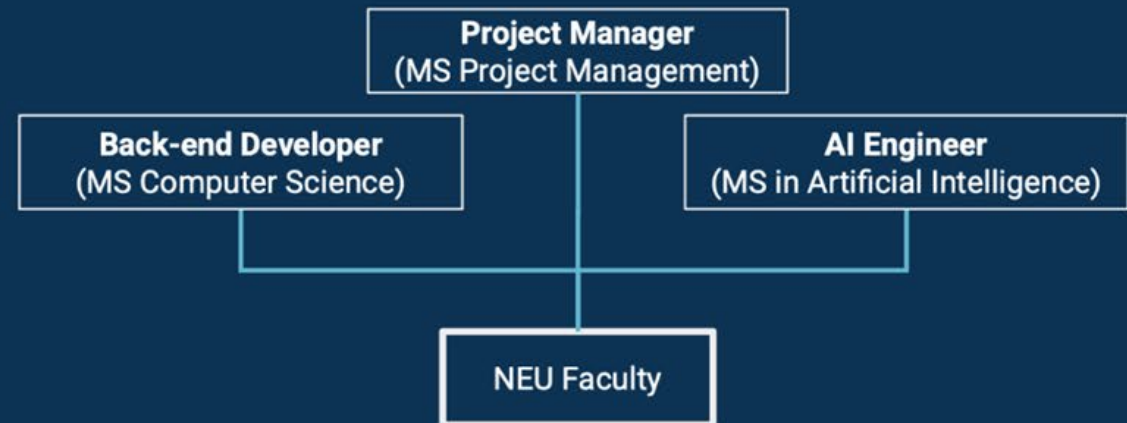 Project Manager
(MS Project Management)
Back-end Developer
(MS Computer Science)
AI Engineer
(MS in Artificial Intelligence)
NEU Faculty